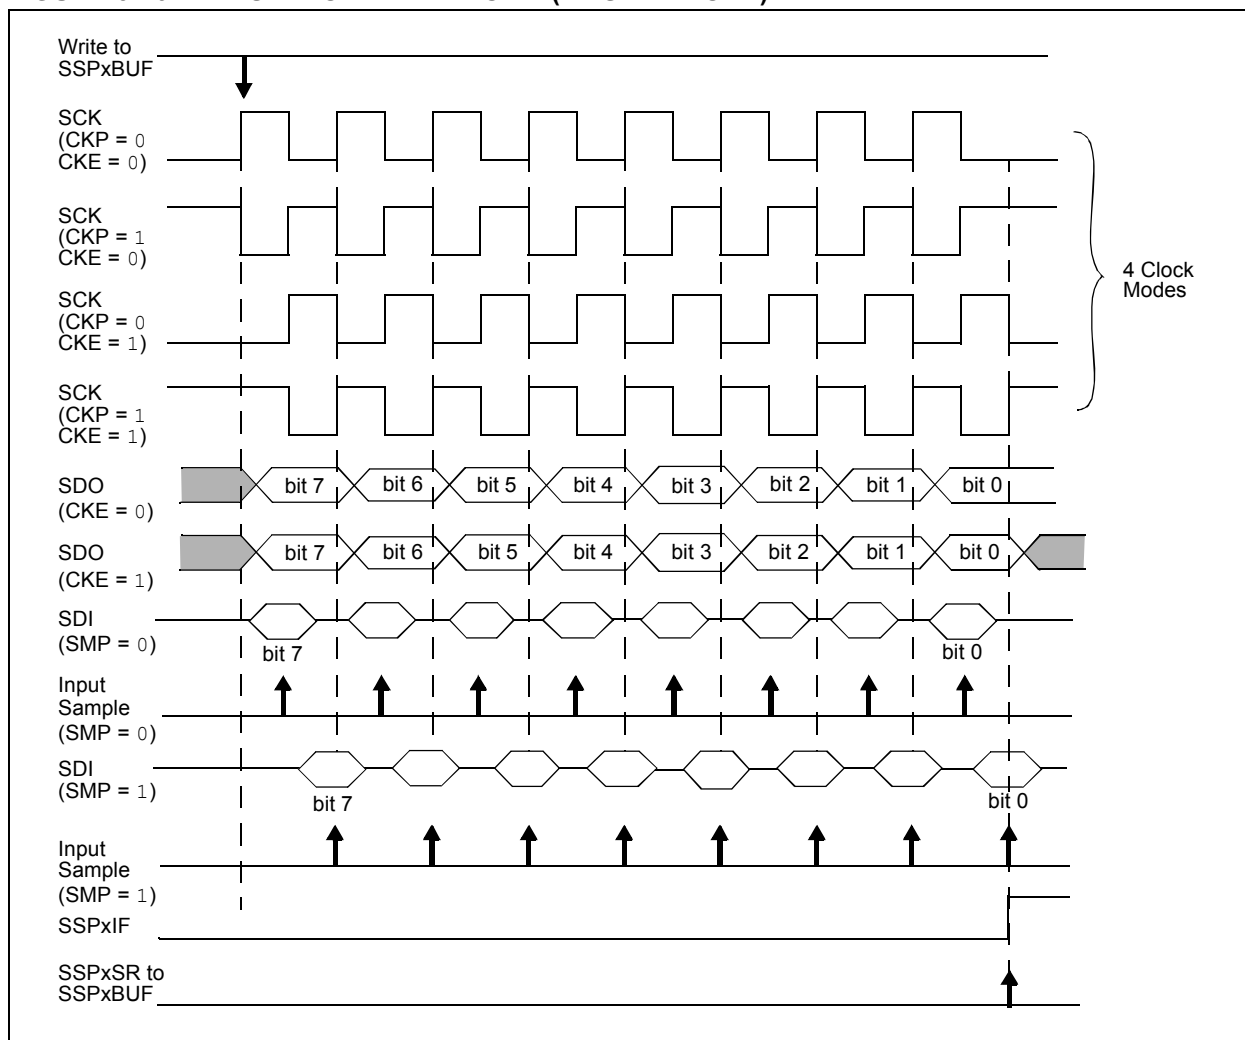 Write to
SSPxBUF
SCK
(CKP = 0
CKE = 0)
SCK
(CKP = 1
CKE = 0)
SCK
(CKP = 0
CKE = 1)
SCK
(CKP = 1
CKE = 1)
4 Clock
Modes
SDO
(CKE = 0)
bit 7 bit 6 bit 5 bit 4 bit 3 bit 2 bit 1 bit 0
SDO
(CKE = 1)
bit 7 bit 6 bit 5 bit 4 bit 3 bit 2 bit 1 bit 0
SDI
(SMP = 0)
bit 7 bit 0
Input
Sample
(SMP = 0)
SDI
(SMP = 1)
bit 7 bit 0
Input
Sample
(SMP = 1)
SSPxIF
SSPxSR to
SSPxBUF